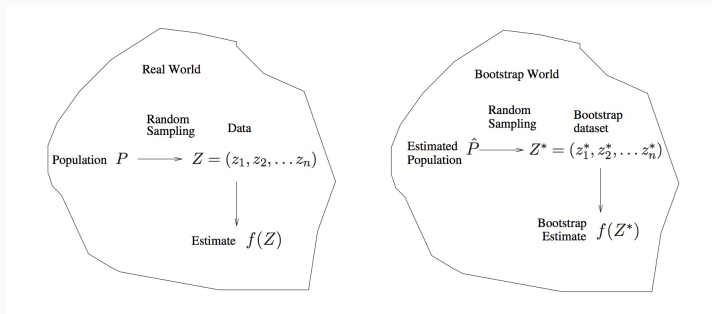 Real World
Random
Sampling
Data
Population P Z = (z₁, z₂, . . . zₙ)
Estimate f(Z)
Bootstrap World
Random
Sampling
Bootstrap
dataset
Estimated
Population P̂ Z* = (z₁*, z₂*, . . . zₙ*)
Bootstrap
Estimate f(Z*)